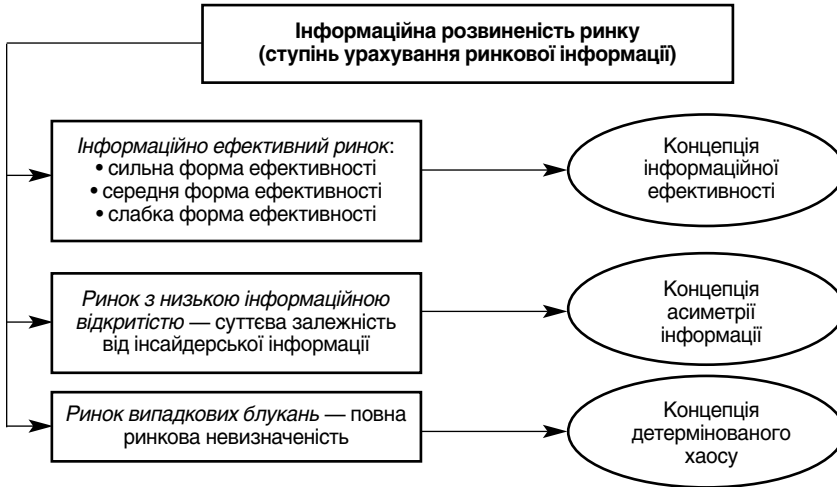 Інформаційна розвиненість ринку
(ступінь урахування ринкової інформації)
Інформаційно ефективний ринок:
• сильна форма ефективності
• середня форма ефективності
• слабка форма ефективності
Концепція
інформаційної
ефективності
Ринок з низькою інформаційною
відкритістю — суттєва залежність
від інсайдерської інформації
Концепція
асиметрії
інформації
Ринок випадкових блукань — повна
ринкова невизначеність
Концепція
детермінованого
хаосу